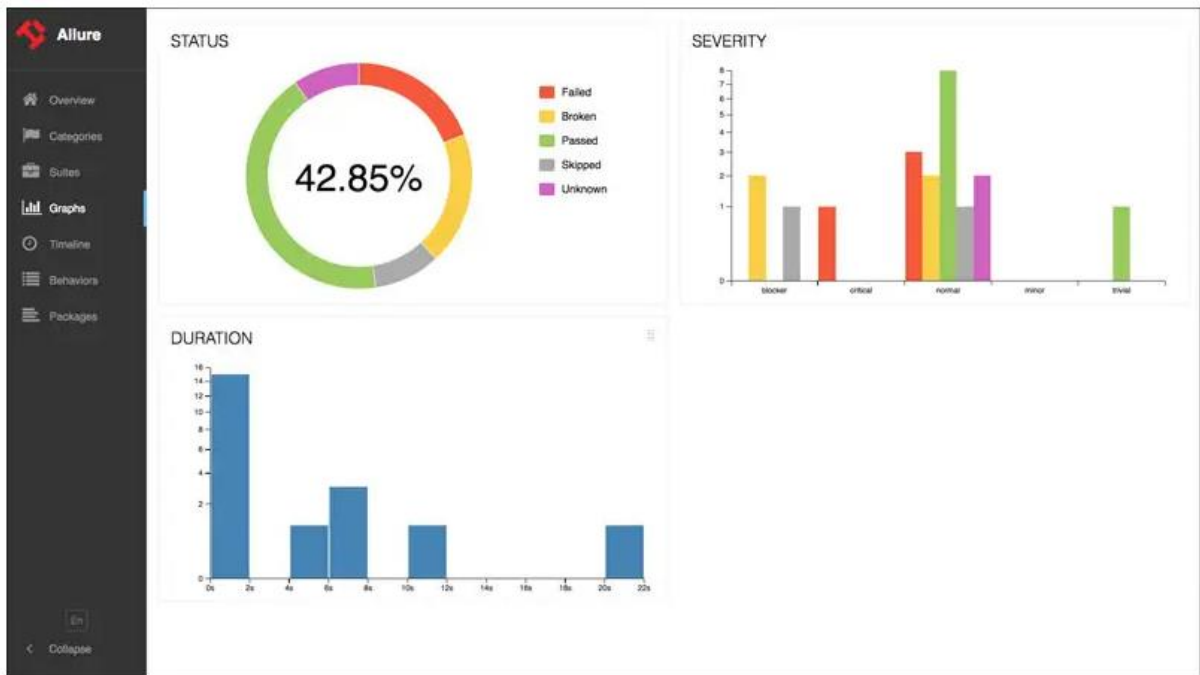 Allure
Overview
Categories
Suites
Graphs
Timeline
Behaviors
Packages
En
Collapse
STATUS
42.85%
Failed
Broken
Passed
Skipped
Unknown
SEVERITY
8
7
6
5
4
3
2
1
0
blocker critical normal minor trivial
DURATION
16
14
12
10
8
6
4
2
0
0s 2s 4s 6s 8s 10s 12s 14s 16s 18s 20s 22s